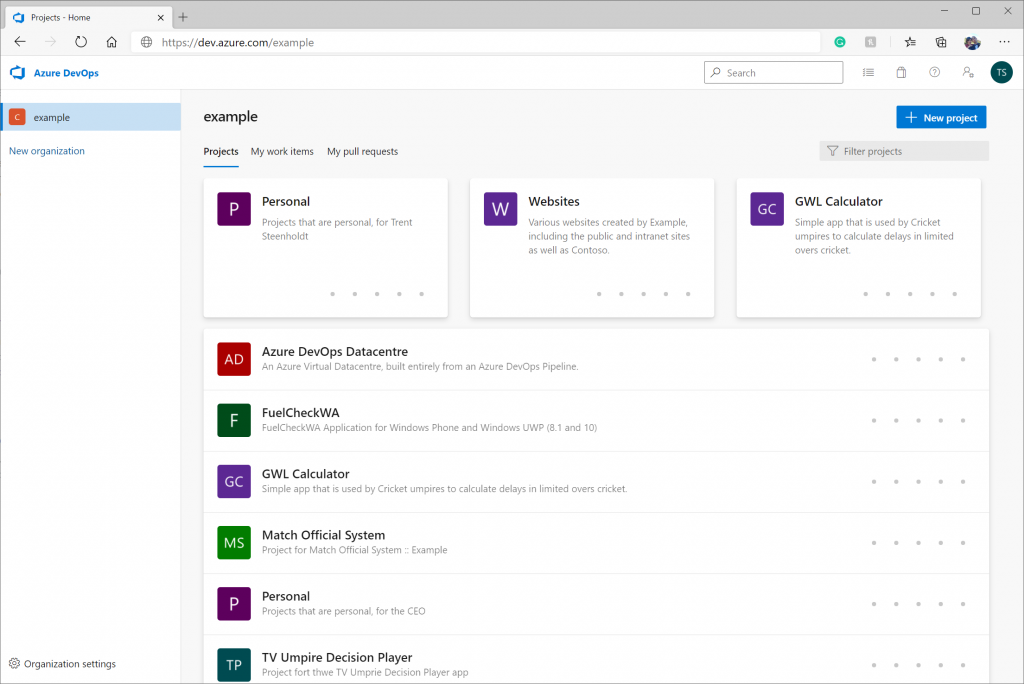 Projects - Home
https://dev.azure.com/example
Azure DevOps
Search
TS
C
example
New organization
example
New project
Projects
My work items
My pull requests
Filter projects
P
Personal
Projects that are personal, for Trent
Steenholdt
W
Websites
Various websites created by Example,
including the public and intranet sites
as well as Contoso.
GC
GWL Calculator
Simple app that is used by Cricket
umpires to calculate delays in limited
overs cricket.
AD
Azure DevOps Datacentre
An Azure Virtual Datacentre, built entirely from an Azure DevOps Pipeline.
F
FuelCheckWA
FuelCheckWA Application for Windows Phone and Windows UWP (8.1 and 10)
GC
GWL Calculator
Simple app that is used by Cricket umpires to calculate delays in limited overs cricket.
MS
Match Official System
Project for Match Official System :: Example
P
Personal
Projects that are personal, for the CEO
TP
TV Umpire Decision Player
Project fort thwe TV Umprie Decision Player app
Organization settings